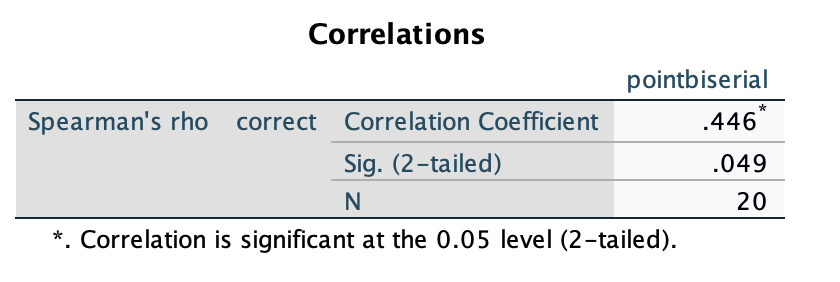 Correlations
pointbiserial
Spearman's rho correct Correlation Coefficient .446*
Sig. (2-tailed) .049
N 20
*. Correlation is significant at the 0.05 level (2-tailed).